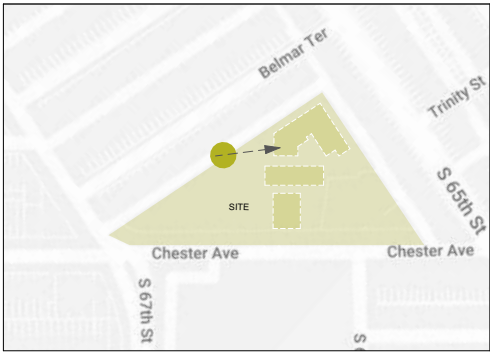 Belmar Ter
Trinity St
S 65th St
SITE
Chester Ave
Chester Ave
S 67th St
S